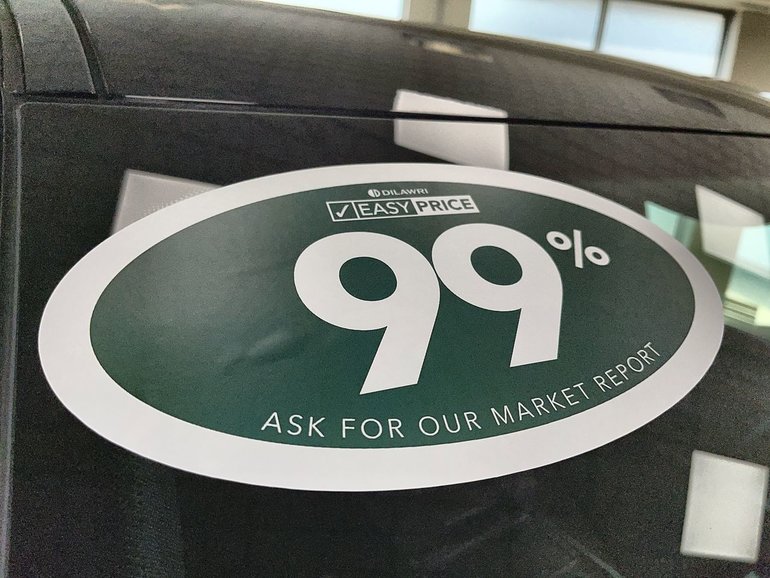 DILAWRI
EASY PRICE
99%
ASK FOR OUR MARKET REPORT